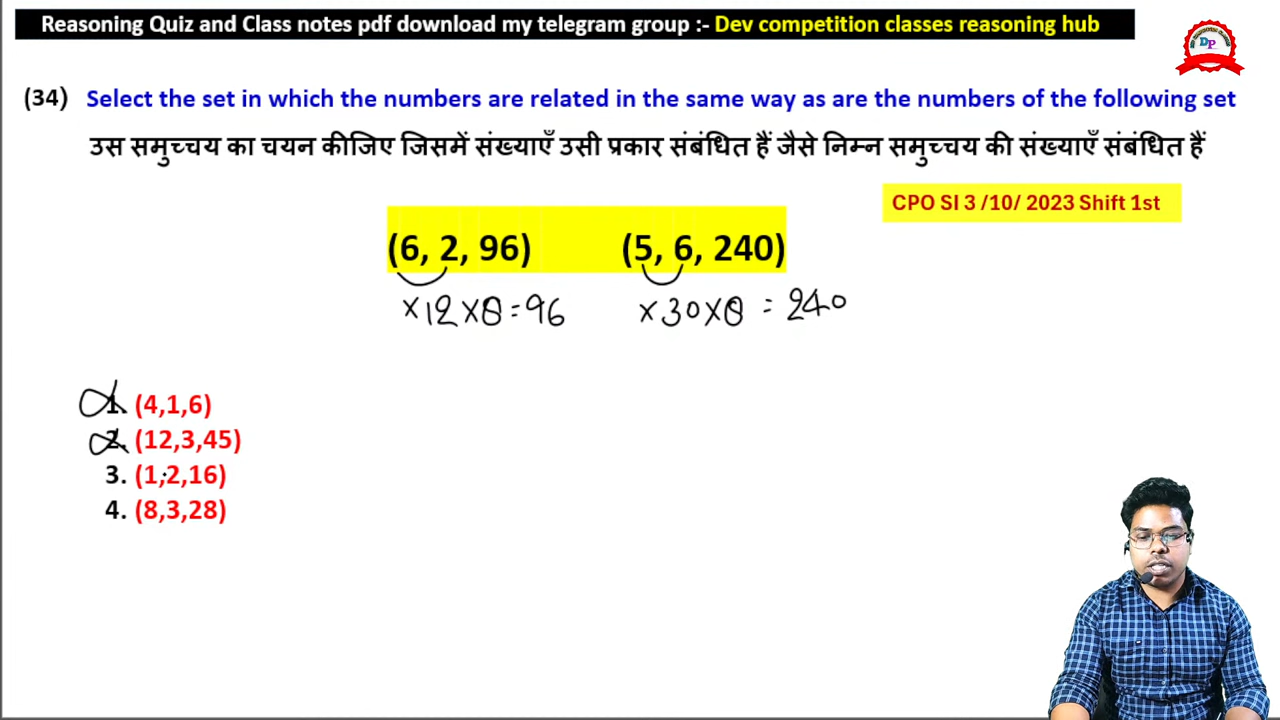 Reasoning Quiz and Class notes pdf download my telegram group :- Dev competition classes reasoning hub
DP
(34) Select the set in which the numbers are related in the same way as are the numbers of the following set
उस समुच्चय का चयन कीजिए जिसमें संख्याएँ उसी प्रकार संबंधित हैं जैसे निम्न समुच्चय की संख्याएँ संबंधित हैं
CPO SI 3 /10/ 2023 Shift 1st
(6, 2, 96) (5, 6, 240)
×12×8=96 ×30×8 = 240
1. (4,1,6)
2. (12,3,45)
3. (1,2,16)
4. (8,3,28)